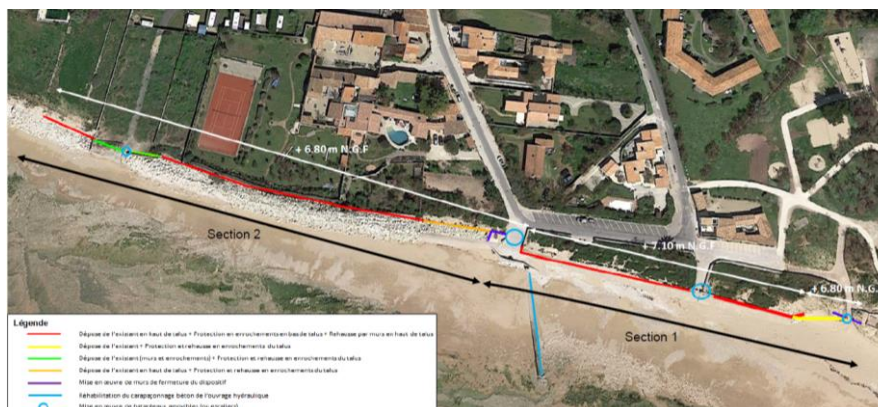 + 6.80 m N.G.F
+ 7.10 m N.G.F
+ 6.80 m N.G.
Section 2
Section 1
Légende
Dépose de l'existant en haut de talus + Protection en enrochements en bas de talus + Rehausse par murs en haut de talus
Dépose de l'existant + Protection et rehausse en enrochements du talus
Dépose de l'existant (murs et enrochements) + Protection et rehausse en enrochements du talus
Dépose de l'existant en haut de talus + Protection et rehausse en enrochements du talus
Mise en œuvre de murs de fermeture du dispositif
Réhabilitation du carapaçonnage béton de l'ouvrage hydraulique
Mise en œuvre de